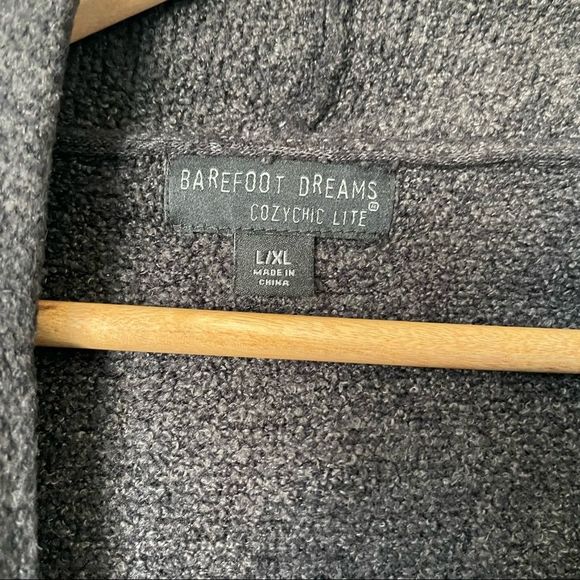 BAREFOOT DREAMS
COZYCHIC LITE®
L/XL
MADE IN
CHINA